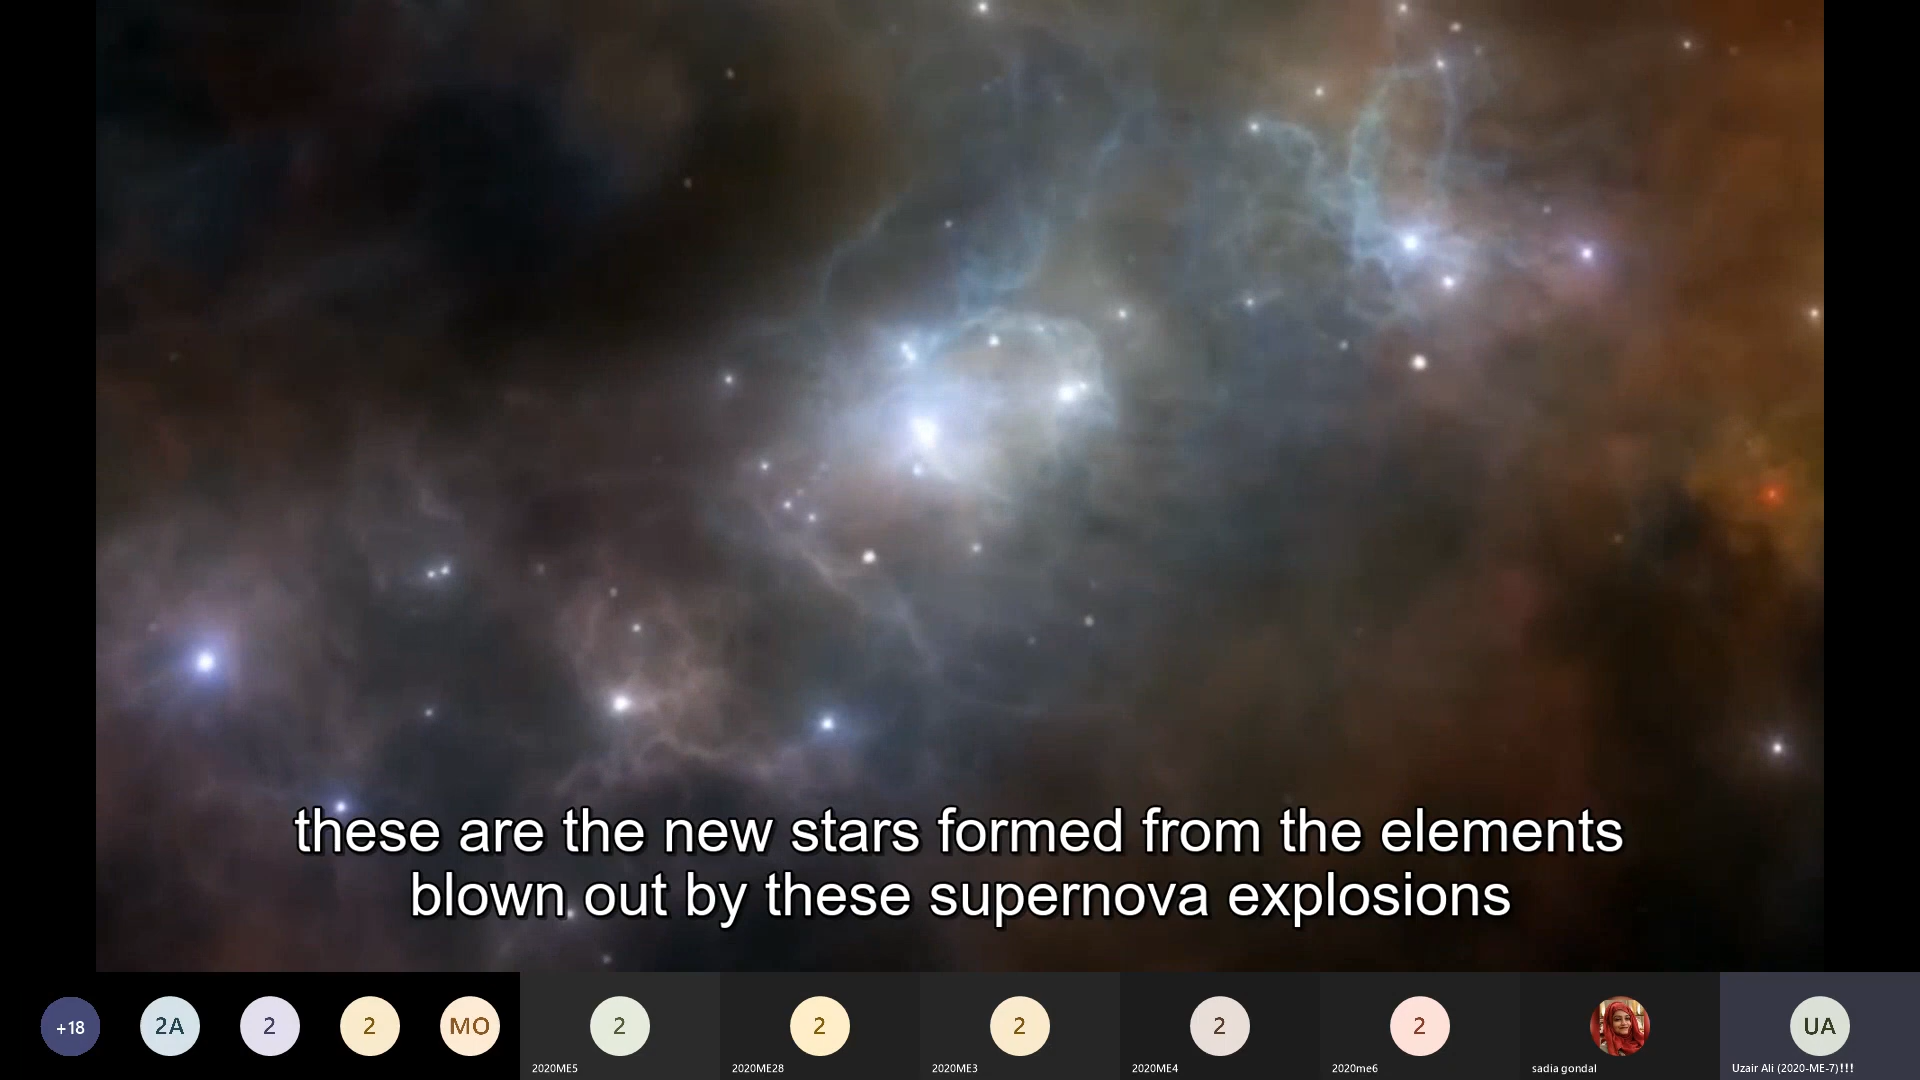 these are the new stars formed from the elements
blown out by these supernova explosions
+18
2A
2
2
MO
2
2
2
2
2
UA
2020ME5
2020ME28
2020ME3
2020ME4
2020me6
sadia gondal
Uzair Ali (2020-ME-7)!!!